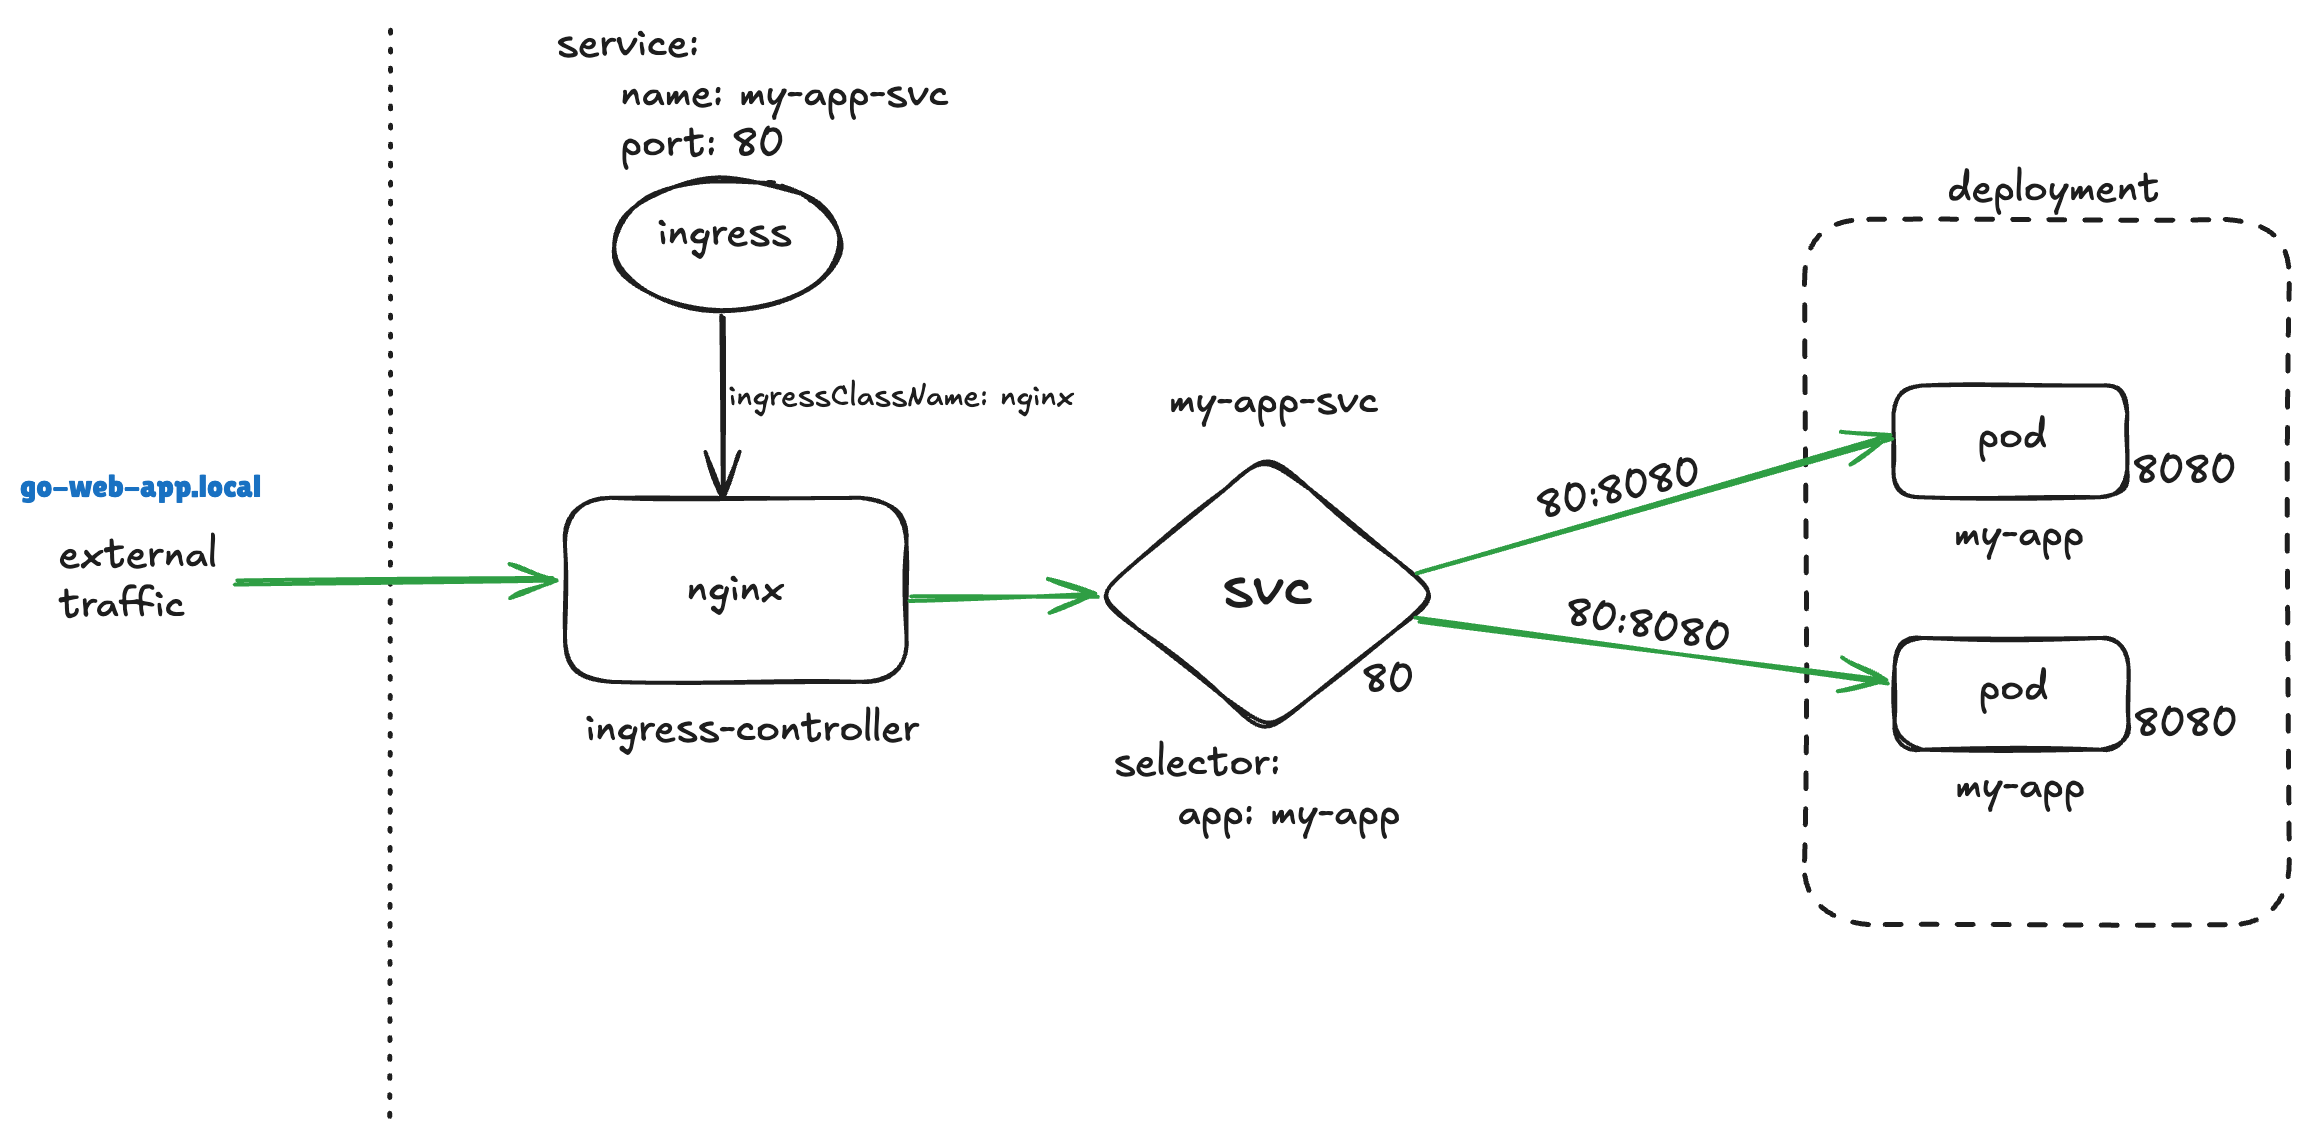 service:
name: my-app-svc
port: 80
ingress
ingressClassName: nginx
go-web-app.local
external
traffic
nginx
ingress-controller
my-app-svc
svc
80
selector:
app: my-app
80:8080
80:8080
deployment
pod
8080
my-app
pod
8080
my-app